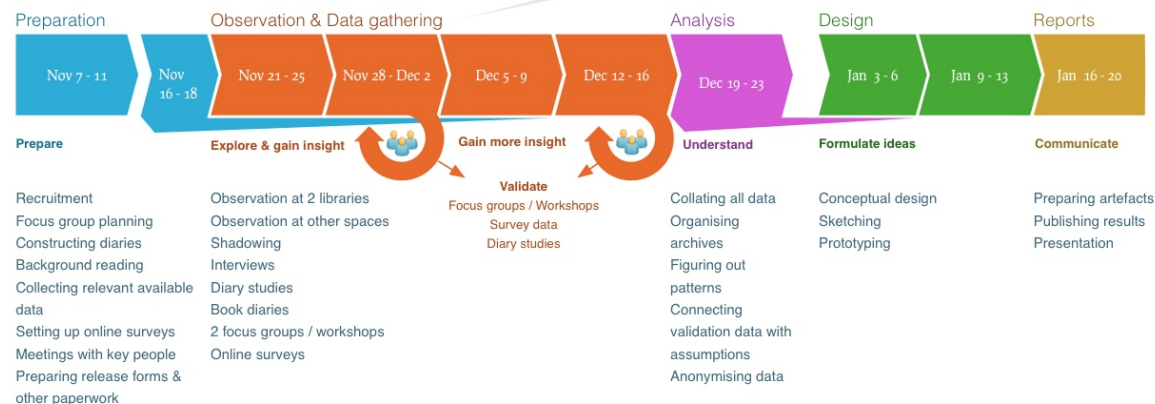 Preparation
Observation & Data gathering
Analysis
Design
Reports
Nov 7 - 11
Nov
16 - 18
Nov 21 - 25
Nov 28 - Dec 2
Dec 5 - 9
Dec 12 - 16
Dec 19 - 23
Jan 3 - 6
Jan 9 - 13
Jan 16 - 20
Prepare
Explore & gain insight
Gain more insight
Understand
Formulate ideas
Communicate
Validate
Focus groups / Workshops
Survey data
Diary studies
Recruitment
Focus group planning
Constructing diaries
Background reading
Collecting relevant available
data
Setting up online surveys
Meetings with key people
Preparing release forms &
other paperwork
Observation at 2 libraries
Observation at other spaces
Shadowing
Interviews
Diary studies
Book diaries
2 focus groups / workshops
Online surveys
Collating all data
Organising
archives
Figuring out
patterns
Connecting
validation data with
assumptions
Anonymising data
Conceptual design
Sketching
Prototyping
Preparing artefacts
Publishing results
Presentation